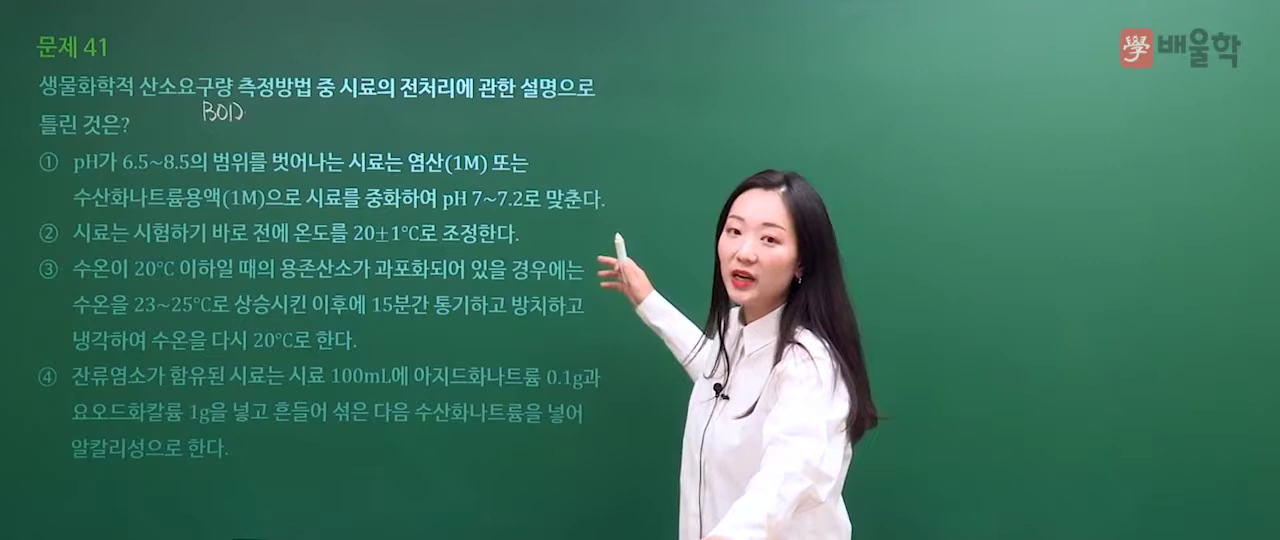 문제 41
學 배울학
생물화학적 산소요구량 측정방법 중 시료의 전처리에 관한 설명으로
BOD
틀린 것은?
① pH가 6.5~8.5의 범위를 벗어나는 시료는 염산(1M) 또는
수산화나트륨용액(1M)으로 시료를 중화하여 pH 7~7.2로 맞춘다.
② 시료는 시험하기 바로 전에 온도를 20±1℃로 조정한다.
③ 수온이 20℃ 이하일 때의 용존산소가 과포화되어 있을 경우에는
수온을 23~25℃로 상승시킨 이후에 15분간 통기하고 방치하고
냉각하여 수온을 다시 20℃로 한다.
④ 잔류염소가 함유된 시료는 시료 100mL에 아지드화나트륨 0.1g과
요오드화칼륨 1g을 넣고 흔들어 섞은 다음 수산화나트륨을 넣어
알칼리성으로 한다.